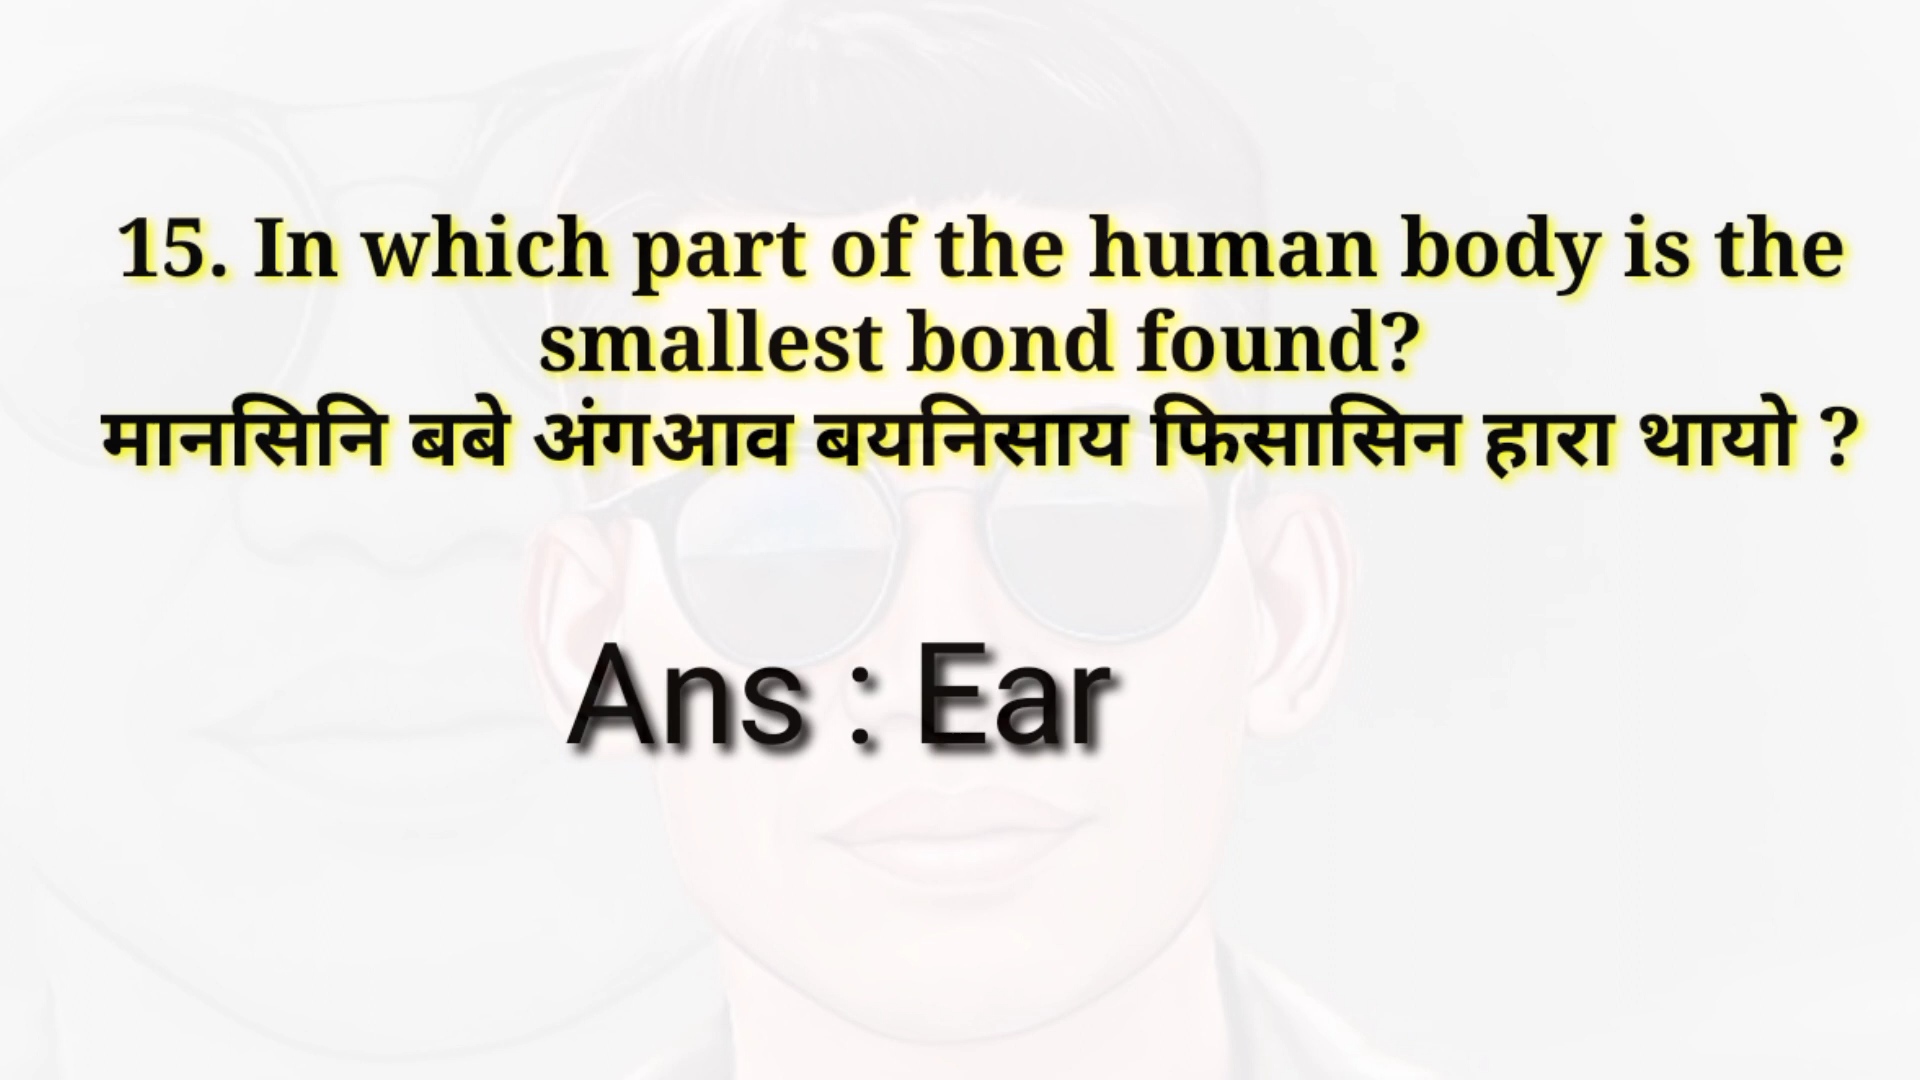 15. In which part of the human body is the
smallest bond found?
मानसिनि बबे अंगआव बयनिसाय फिसासिन हारा थायो ?
Ans : Ear